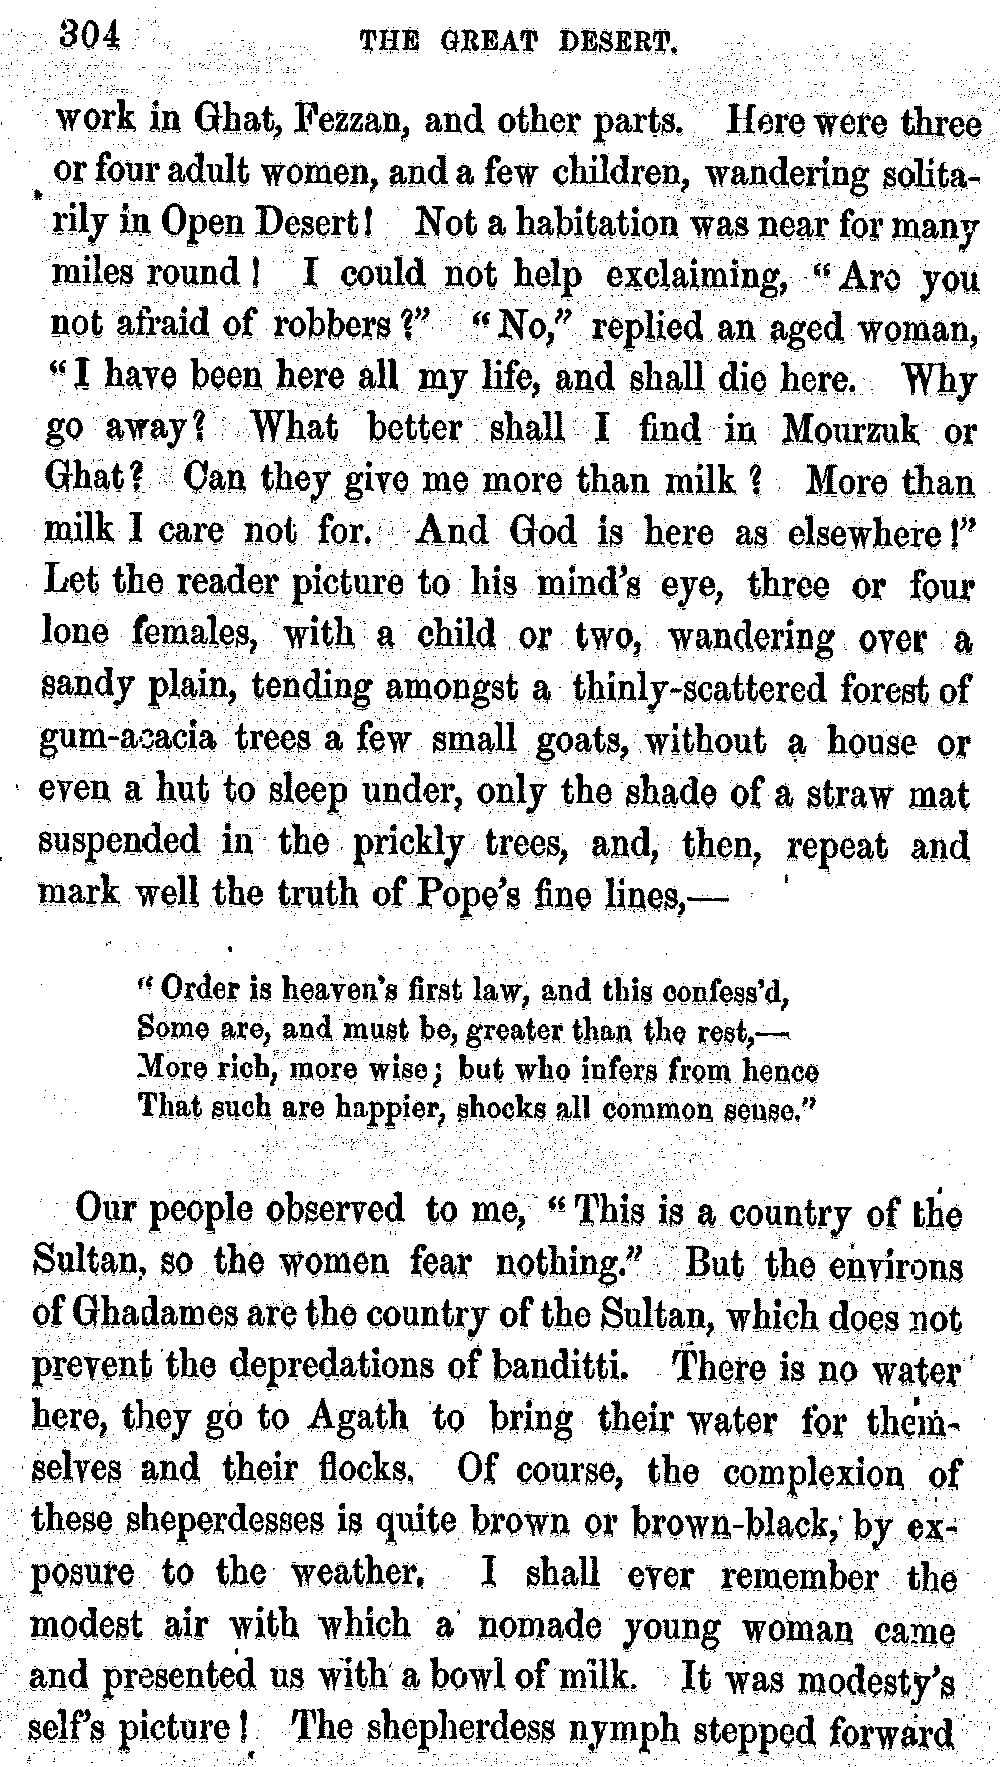 304 THE GREAT DESERT.
work in Ghat, Fezzan, and other parts. Here were three
or four adult women, and a few children, wandering solita-
rily in Open Desert! Not a habitation was near for many
miles round! I could not help exclaiming, "Are you
not afraid of robbers?" "No," replied an aged woman,
"I have been here all my life, and shall die here. Why
go away? What better shall I find in Mourzuk or
Ghat? Can they give me more than milk? More than
milk I care not for. And God is here as elsewhere!"
Let the reader picture to his mind's eye, three or four
lone females, with a child or two, wandering over a
sandy plain, tending amongst a thinly-scattered forest of
gum-acacia trees a few small goats, without a house or
even a hut to sleep under, only the shade of a straw mat
suspended in the prickly trees, and, then, repeat and
mark well the truth of Pope's fine lines,—
"Order is heaven's first law, and this confess'd,
Some are, and must be, greater than the rest,—
More rich, more wise; but who infers from hence
That such are happier, shocks all common sense."
Our people observed to me, "This is a country of the
Sultan, so the women fear nothing." But the environs
of Ghadames are the country of the Sultan, which does not
prevent the depredations of banditti. There is no water
here, they go to Agath to bring their water for them-
selves and their flocks. Of course, the complexion of
these sheperdesses is quite brown or brown-black, by ex-
posure to the weather. I shall ever remember the
modest air with which a nomade young woman came
and presented us with a bowl of milk. It was modesty's
self's picture! The shepherdess nymph stepped forward